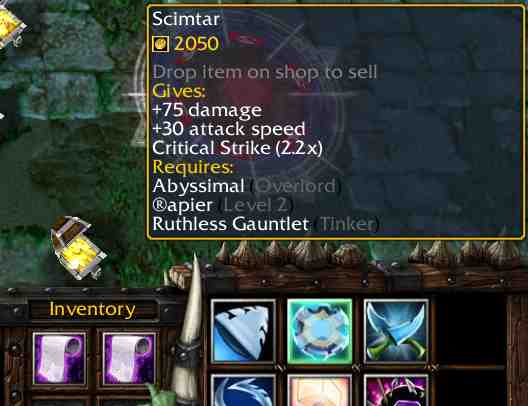 Scimtar
2050
Drop item on shop to sell
Gives:
+75 damage
+30 attack speed
Critical Strike (2.2x)
Requires:
Abyssimal (Overlord)
®apier (Level 2)
Ruthless Gauntlet (Tinker)
Inventory